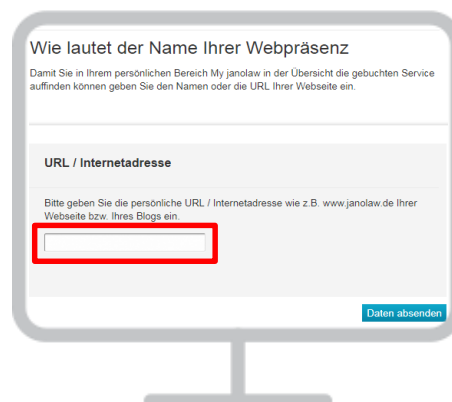 Wie lautet der Name Ihrer Webpräsenz
Damit Sie in Ihrem persönlichen Bereich My janolaw in der Übersicht die gebuchten Service
auffinden können geben Sie den Namen oder die URL Ihrer Webseite ein.
URL / Internetadresse
Bitte geben Sie die persönliche URL / Internetadresse wie z.B. www.janolaw.de Ihrer
Webseite bzw. Ihres Blogs ein.
Daten absenden